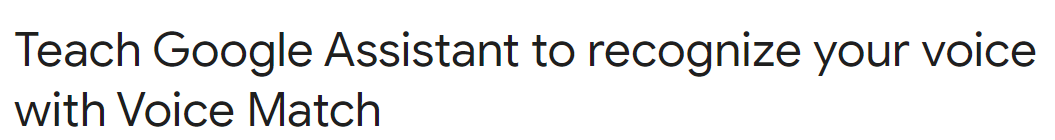 Teach Google Assistant to recognize your voice
with Voice Match